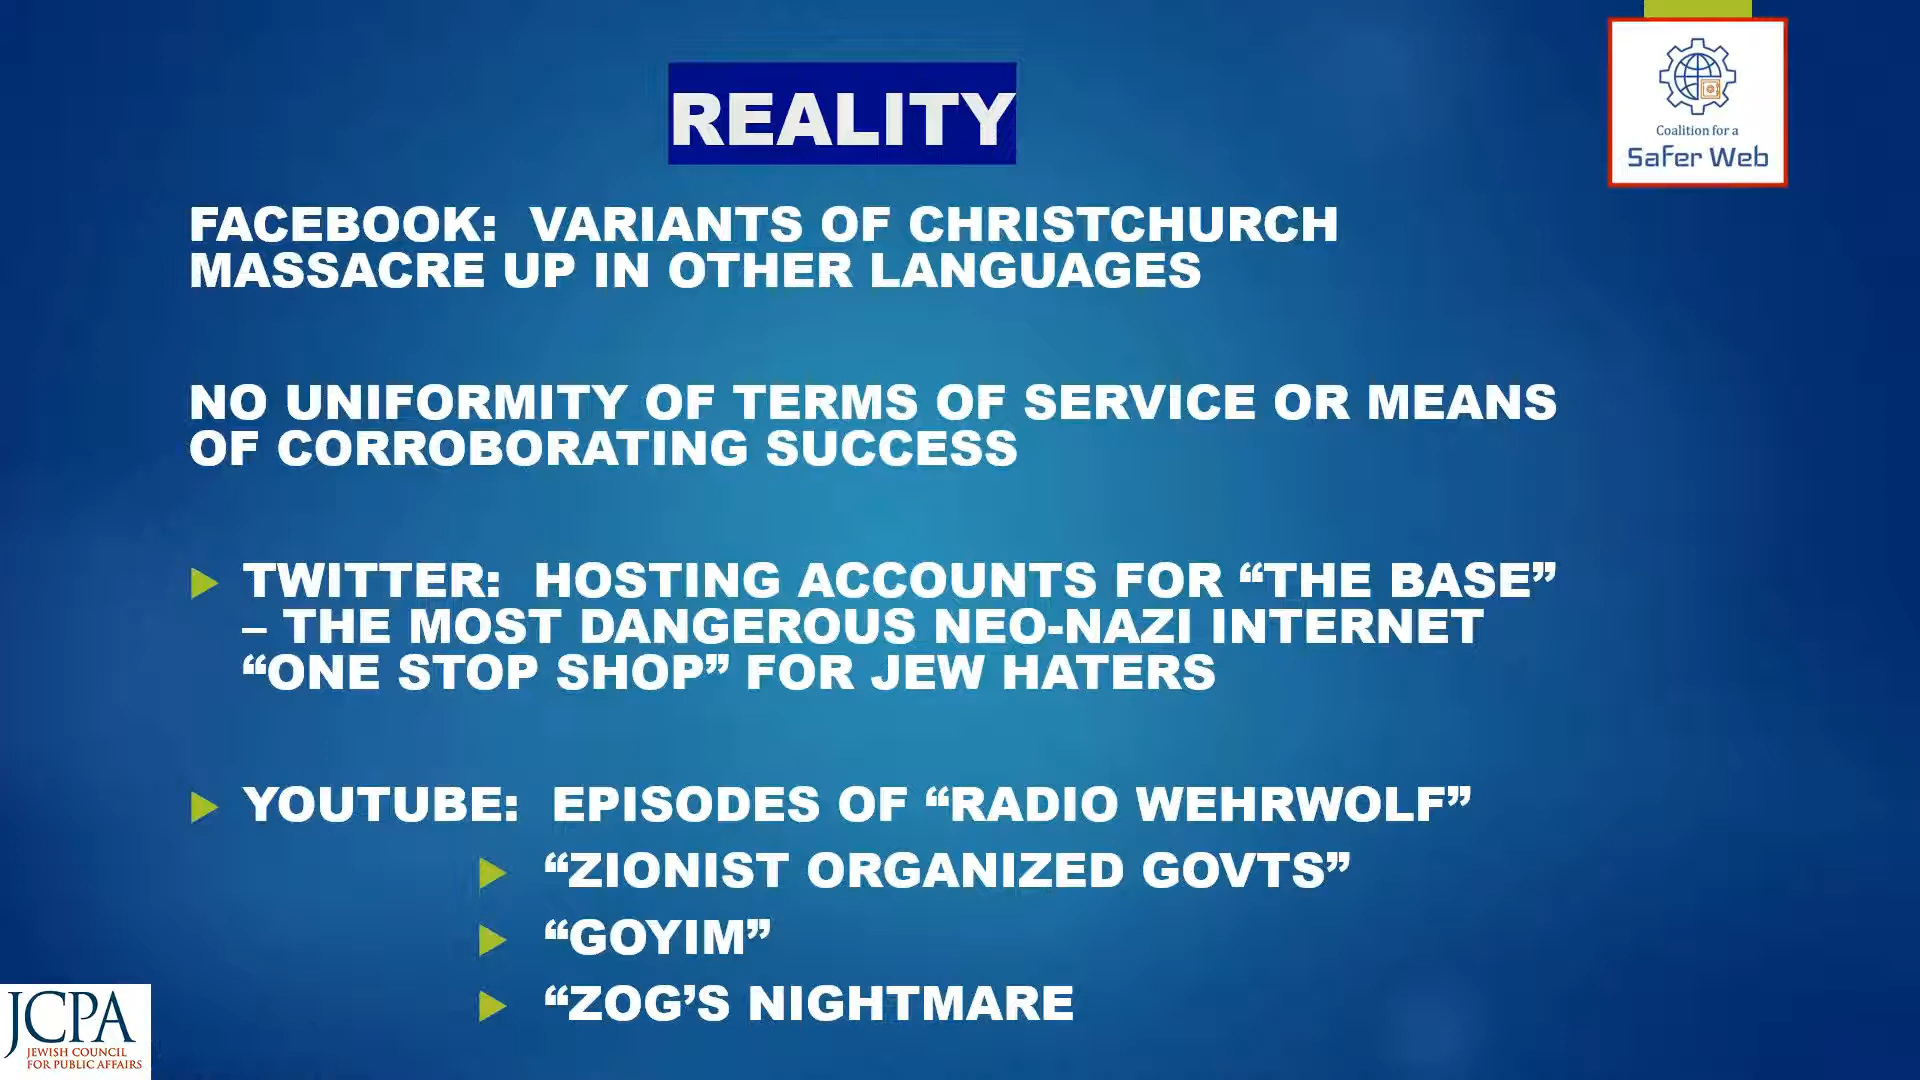 REALITY
Coalition for a
Safer Web
FACEBOOK: VARIANTS OF CHRISTCHURCH
MASSACRE UP IN OTHER LANGUAGES
NO UNIFORMITY OF TERMS OF SERVICE OR MEANS
OF CORROBORATING SUCCESS
TWITTER: HOSTING ACCOUNTS FOR “THE BASE”
– THE MOST DANGEROUS NEO-NAZI INTERNET
“ONE STOP SHOP” FOR JEW HATERS
YOUTUBE: EPISODES OF “RADIO WEHRWOLF”
“ZIONIST ORGANIZED GOVTS”
“GOYIM”
“ZOG’S NIGHTMARE
JCPA
JEWISH COUNCIL
FOR PUBLIC AFFAIRS